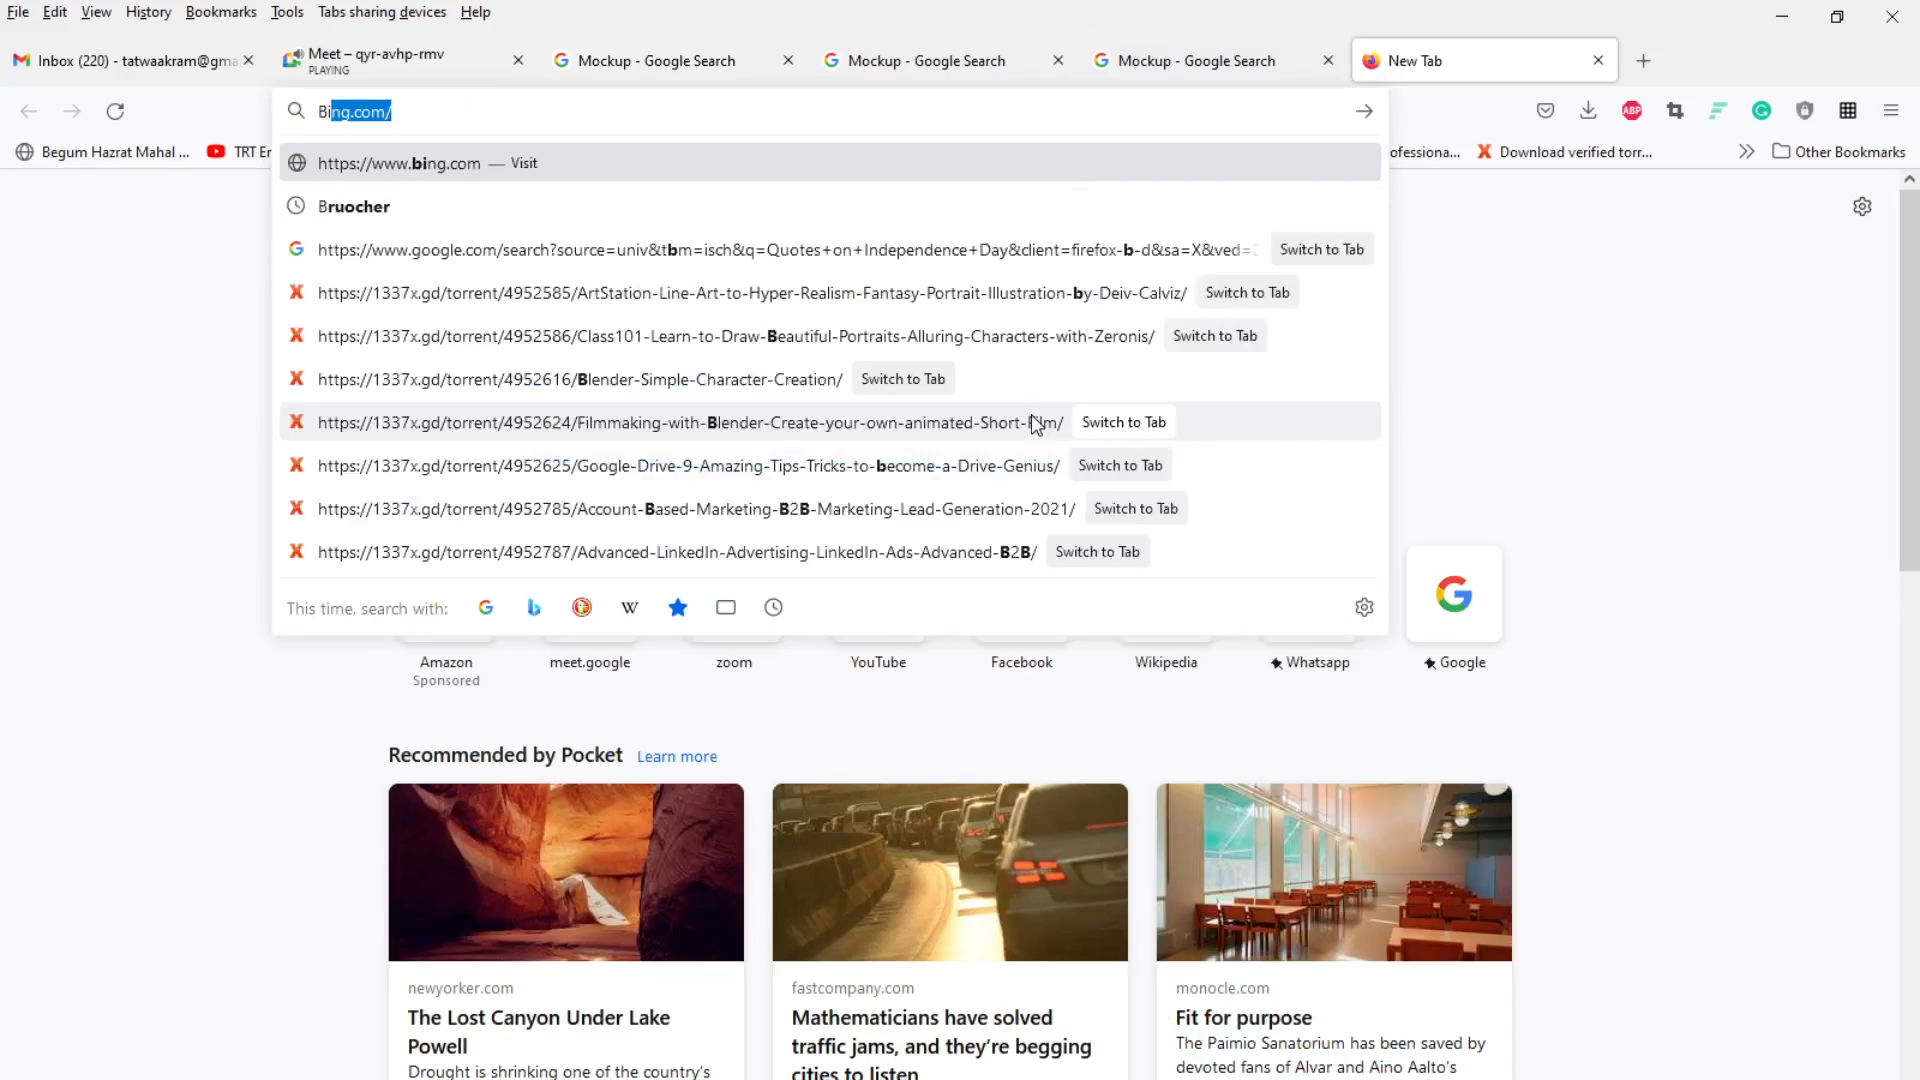 File Edit View History Bookmarks Tools Tabs sharing devices Help
Inbox (220) - tatwaakram@gma
Meet – qyr-avhp-rmv
PLAYING
Mockup - Google Search
Mockup - Google Search
Mockup - Google Search
New Tab
Bing.com/
ABP
Begum Hazrat Mahal ...
TRT Er
ofessiona...
Download verified torr...
Other Bookmarks
https://www.bing.com — Visit
Bruocher
https://www.google.com/search?source=univ&tbm=isch&q=Quotes+on+Independence+Day&client=firefox-b-d&sa=X&ved= Switch to Tab
https://1337x.gd/torrent/4952585/ArtStation-Line-Art-to-Hyper-Realism-Fantasy-Portrait-Illustration-by-Deiv-Calviz/ Switch to Tab
https://1337x.gd/torrent/4952586/Class101-Learn-to-Draw-Beautiful-Portraits-Alluring-Characters-with-Zeronis/ Switch to Tab
https://1337x.gd/torrent/4952616/Blender-Simple-Character-Creation/ Switch to Tab
https://1337x.gd/torrent/4952624/Filmmaking-with-Blender-Create-your-own-animated-Short-Film/ Switch to Tab
https://1337x.gd/torrent/4952625/Google-Drive-9-Amazing-Tips-Tricks-to-become-a-Drive-Genius/ Switch to Tab
https://1337x.gd/torrent/4952785/Account-Based-Marketing-B2B-Marketing-Lead-Generation-2021/ Switch to Tab
https://1337x.gd/torrent/4952787/Advanced-LinkedIn-Advertising-LinkedIn-Ads-Advanced-B2B/ Switch to Tab
This time, search with:
Amazon
Sponsored
meet.google
zoom
YouTube
Facebook
Wikipedia
Whatsapp
Google
Recommended by Pocket Learn more
newyorker.com
The Lost Canyon Under Lake
Powell
Drought is shrinking one of the country's
fastcompany.com
Mathematicians have solved
traffic jams, and they're begging
cities to listen
monocle.com
Fit for purpose
The Paimio Sanatorium has been saved by
devoted fans of Alvar and Aino Aalto's